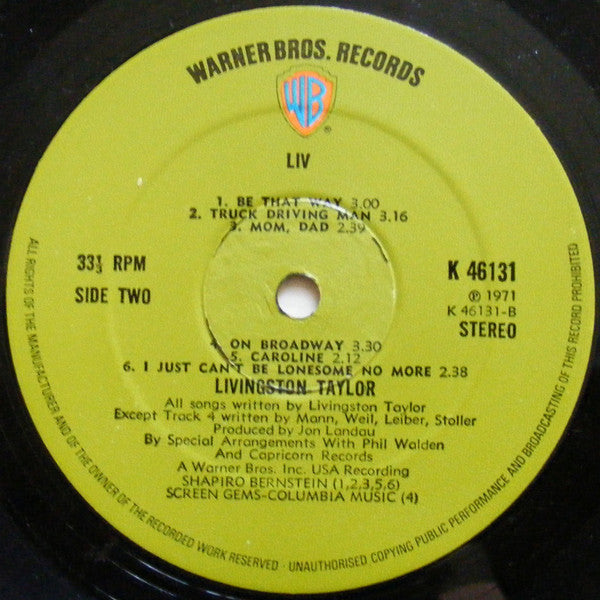 WARNER BROS. RECORDS
WB
®
LIV
1. BE THAT WAY 3.00
2. TRUCK DRIVING MAN 3.16
3. MOM, DAD 2.39
33⅓ RPM
SIDE TWO
K 46131
℗ 1971
K 46131-B
STEREO
4. ON BROADWAY 3.30
5. CAROLINE 2.12
6. I JUST CAN'T BE LONESOME NO MORE 2.38
LIVINGSTON TAYLOR
All songs written by Livingston Taylor
Except Track 4 written by Mann, Weil, Leiber, Stoller
Produced by Jon Landau
By Special Arrangements With Phil Walden
And Capricorn Records
A Warner Bros. Inc. USA Recording
SHAPIRO BERNSTEIN (1,2,3,5,6)
SCREEN GEMS-COLUMBIA MUSIC (4)
ALL RIGHTS OF THE MANUFACTURER AND OF THE OWNER OF THE RECORDED WORK RESERVED - UNAUTHORISED COPYING PUBLIC PERFORMANCE AND BROADCASTING OF THIS RECORD PROHIBITED